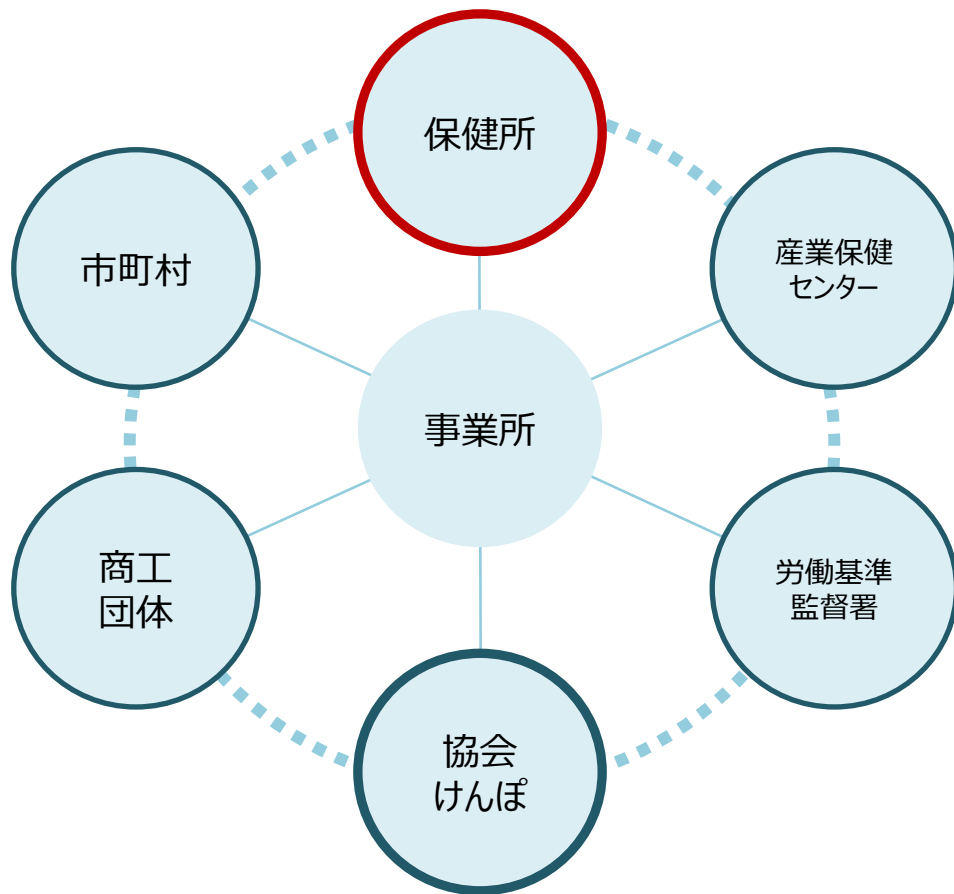 保健所
市町村
産業保健
センター
事業所
商工
団体
労働基準
監督署
協会
けんぽ